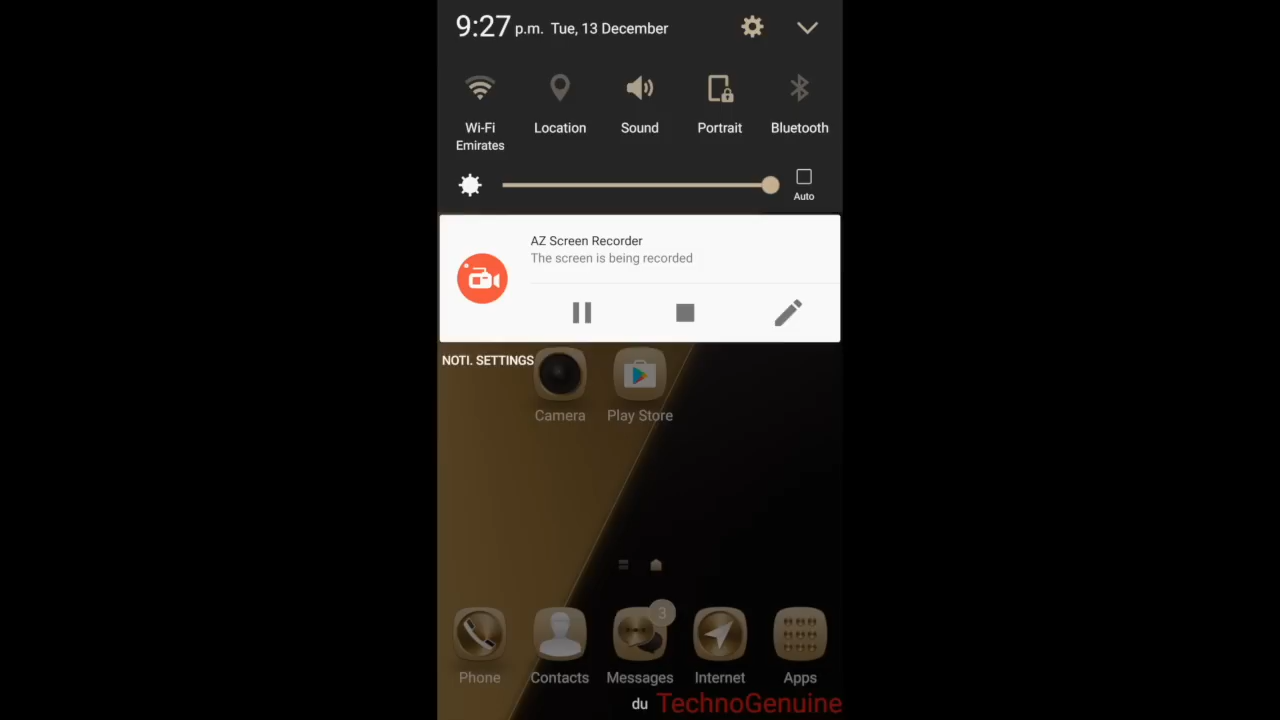 9:27 p.m. Tue, 13 December
Wi-Fi Emirates
Location
Sound
Portrait
Bluetooth
Auto
AZ Screen Recorder
The screen is being recorded
NOTI. SETTINGS
Camera
Play Store
3
Phone
Contacts
Messages
Internet
Apps
du
TechnoGenuine